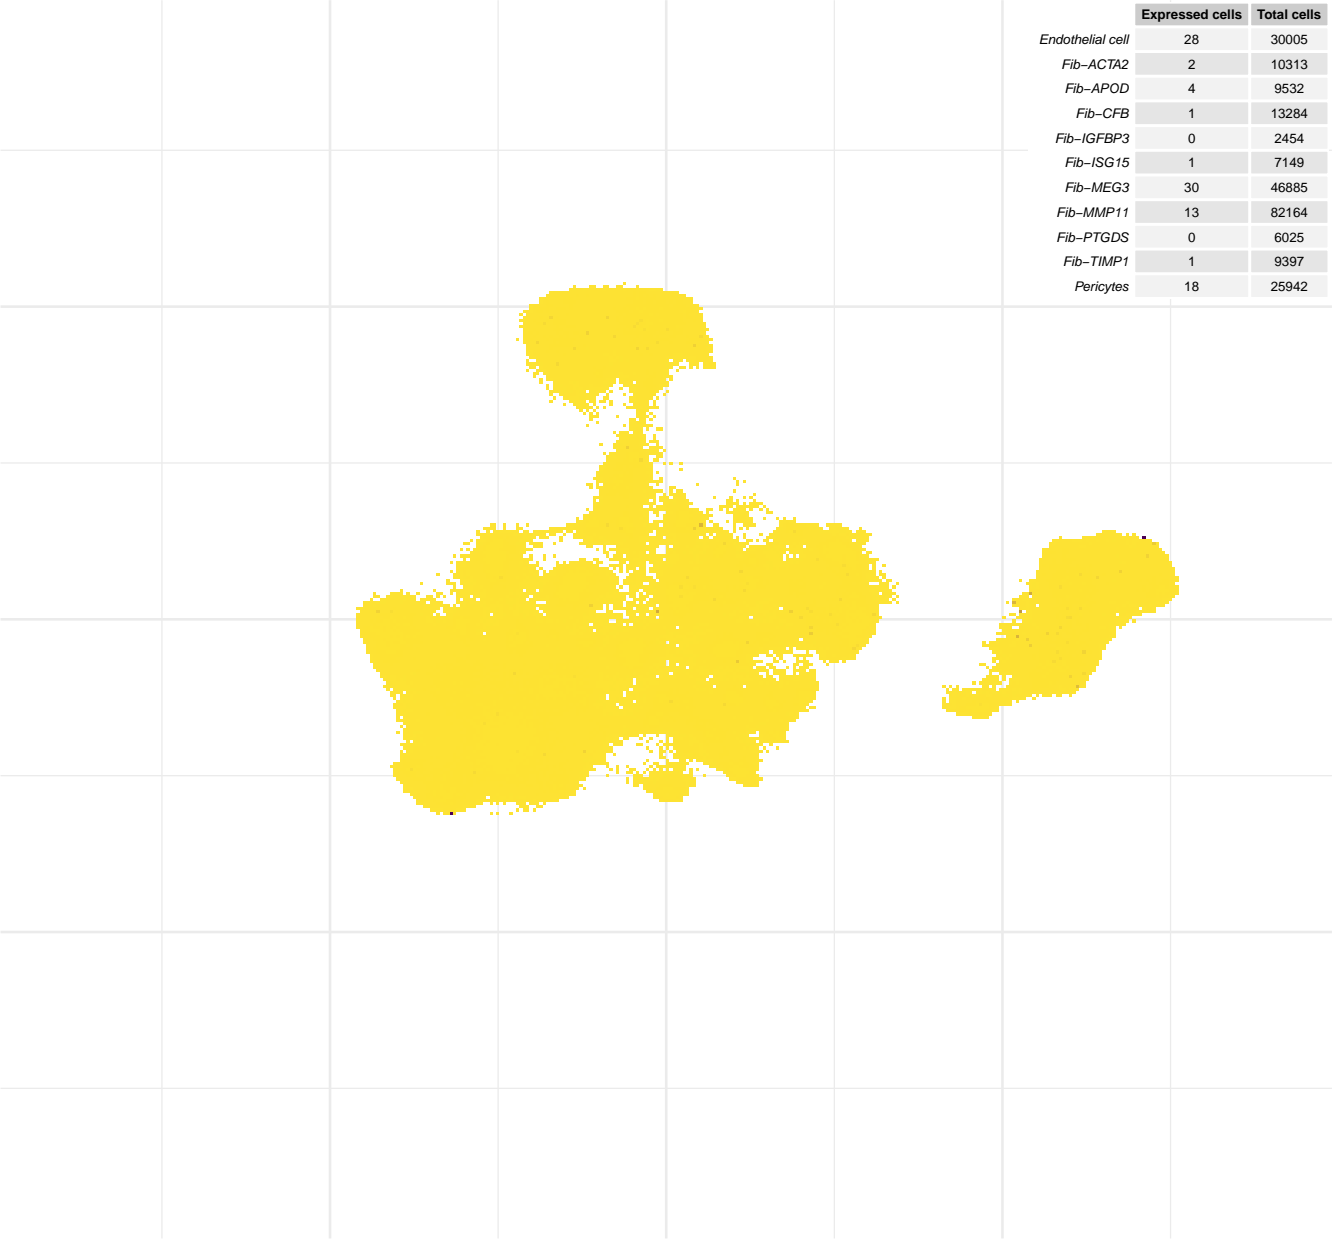 Expressed cells Total cells
Endothelial cell 28 30005
Fib−ACTA2 2 10313
Fib−APOD 4 9532
Fib−CFB 1 13284
Fib−IGFBP3 0 2454
Fib−ISG15 1 7149
Fib−MEG3 30 46885
Fib−MMP11 13 82164
Fib−PTGDS 0 6025
Fib−TIMP1 1 9397
Pericytes 18 25942